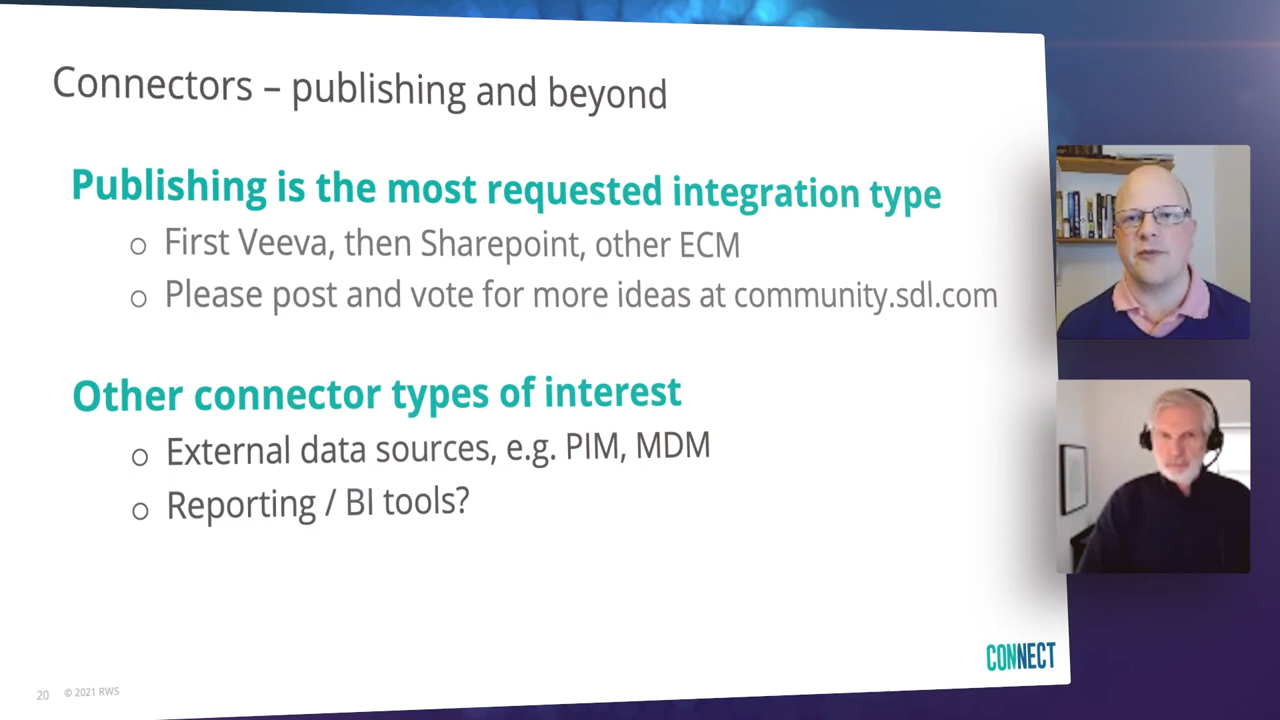 Connectors – publishing and beyond
Publishing is the most requested integration type
o First Veeva, then Sharepoint, other ECM
o Please post and vote for more ideas at community.sdl.com
Other connector types of interest
o External data sources, e.g. PIM, MDM
o Reporting / BI tools?
CONNECT
20 © 2021 RWS